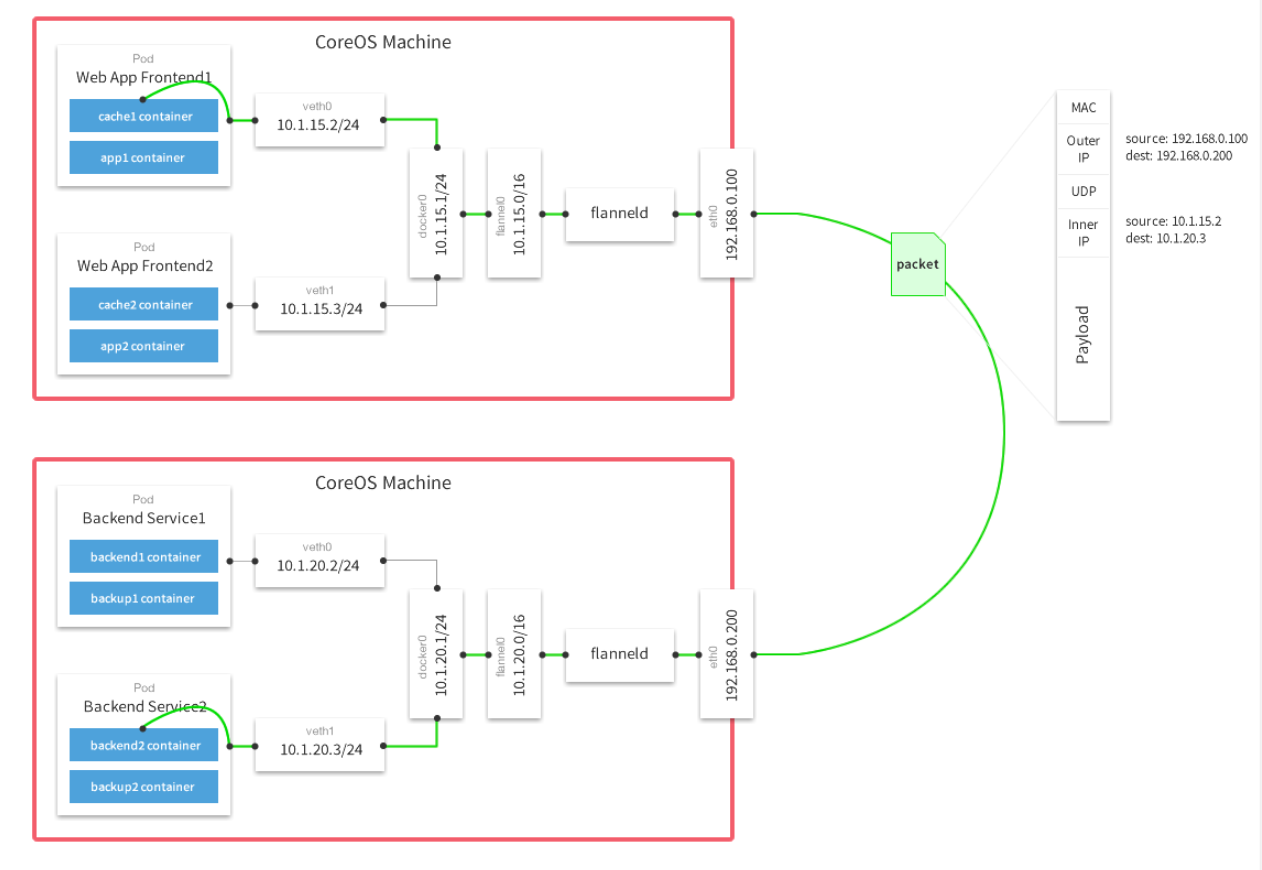 CoreOS Machine
Pod
Web App Frontend1
cache1 container
app1 container
veth0
10.1.15.2/24
Pod
Web App Frontend2
cache2 container
app2 container
veth1
10.1.15.3/24
docker0
10.1.15.1/24
flannel0
10.1.15.0/16
flanneld
eth0
192.168.0.100
packet
MAC
Outer
IP
source: 192.168.0.100
dest: 192.168.0.200
UDP
Inner
IP
source: 10.1.15.2
dest: 10.1.20.3
Payload
CoreOS Machine
Pod
Backend Service1
backend1 container
backup1 container
veth0
10.1.20.2/24
Pod
Backend Service2
backend2 container
backup2 container
veth1
10.1.20.3/24
docker0
10.1.20.1/24
flannel0
10.1.20.0/16
flanneld
eth0
192.168.0.200